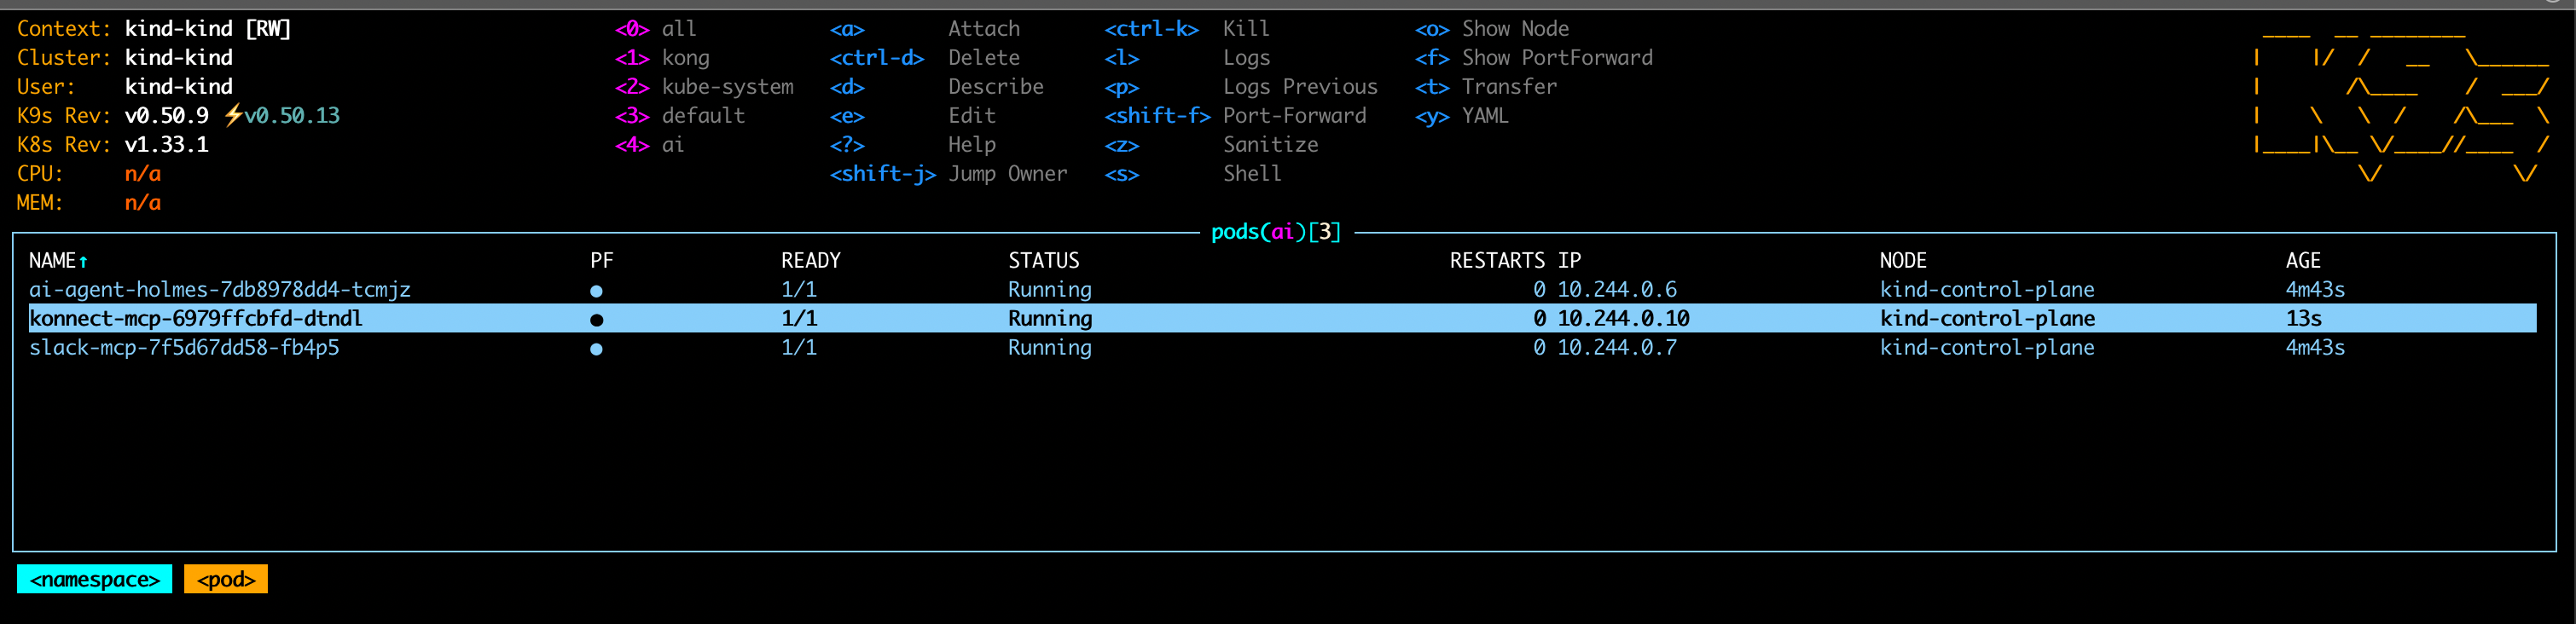 Context: kind-kind [RW] <0> all <a> Attach <ctrl-k> Kill <o> Show Node
Cluster: kind-kind <1> kong <ctrl-d> Delete <l> Logs <f> Show PortForward
User: kind-kind <2> kube-system <d> Describe <p> Logs Previous <t> Transfer
K9s Rev: v0.50.9 ⚡v0.50.13 <3> default <e> Edit <shift-f> Port-Forward <y> YAML
K8s Rev: v1.33.1 <4> ai <?> Help <z> Sanitize
CPU: n/a <shift-j> Jump Owner <s> Shell
MEM: n/a
pods(ai)[3]
NAME↑ PF READY STATUS RESTARTS IP NODE AGE
ai-agent-holmes-7db8978dd4-tcmjz ● 1/1 Running 0 10.244.0.6 kind-control-plane 4m43s
konnect-mcp-6979ffcbfd-dtndl ● 1/1 Running 0 10.244.0.10 kind-control-plane 13s
slack-mcp-7f5d67dd58-fb4p5 ● 1/1 Running 0 10.244.0.7 kind-control-plane 4m43s
<namespace> <pod>